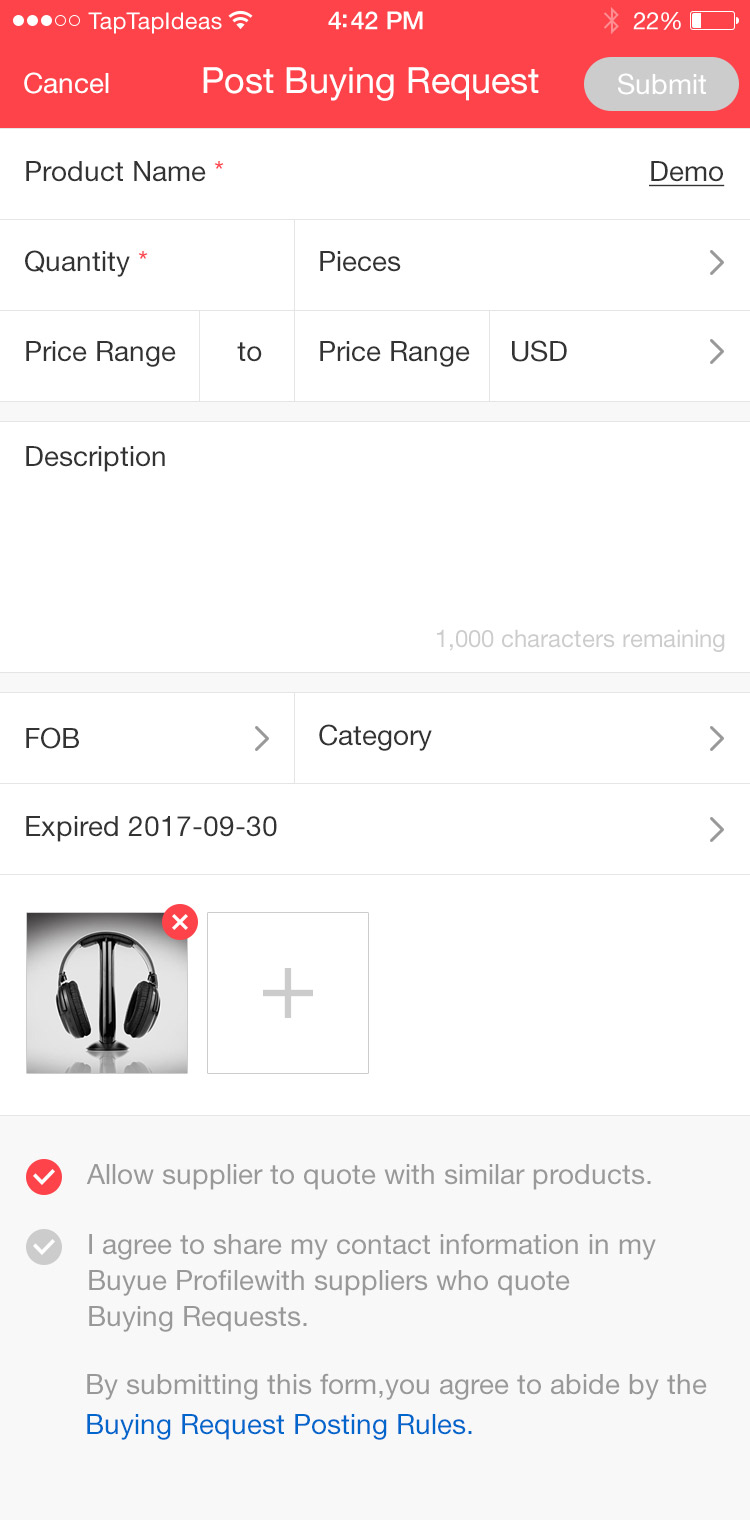 TapTapIdeas 4:42 PM 22%
Cancel Post Buying Request Submit
Product Name * Demo
Quantity * Pieces
Price Range to Price Range USD
Description
1,000 characters remaining
FOB Category
Expired 2017-09-30
Allow supplier to quote with similar products.
I agree to share my contact information in my
Buyue Profilewith suppliers who quote
Buying Requests.
By submitting this form,you agree to abide by the
Buying Request Posting Rules.